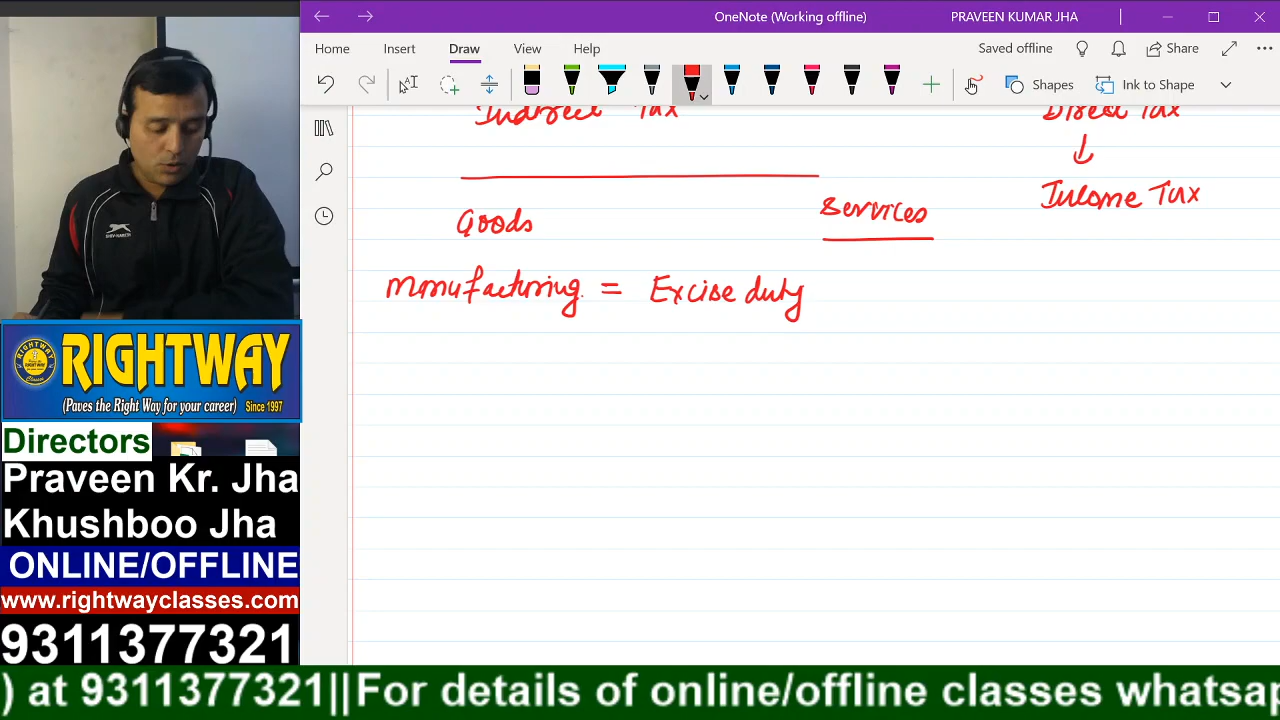 OneNote (Working offline)
PRAVEEN KUMAR JHA
Home Insert Draw View Help
Saved offline
Share
Shapes
Ink to Shape
Indirect Tax
Direct Tax
Income Tax
Goods
Services
Manufacturing = Excise duty
RIGHTWAY
(Paves the Right Way for your career) Since 1997
Directors
Praveen Kr. Jha
Khushboo Jha
ONLINE/OFFLINE
www.rightwayclasses.com
9311377321
) at 9311377321||For details of online/offline classes whatsap